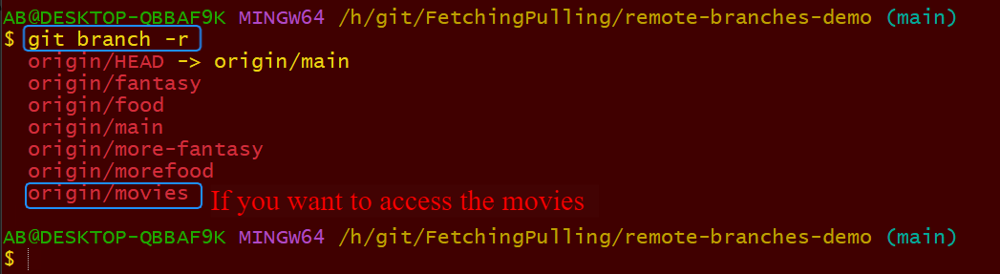 AB@DESKTOP-QBBAF9K MINGW64 /h/git/FetchingPulling/remote-branches-demo (main)
$ git branch -r
origin/HEAD -> origin/main
origin/fantasy
origin/food
origin/main
origin/more-fantasy
origin/morefood
origin/movies If you want to access the movies
AB@DESKTOP-QBBAF9K MINGW64 /h/git/FetchingPulling/remote-branches-demo (main)
$